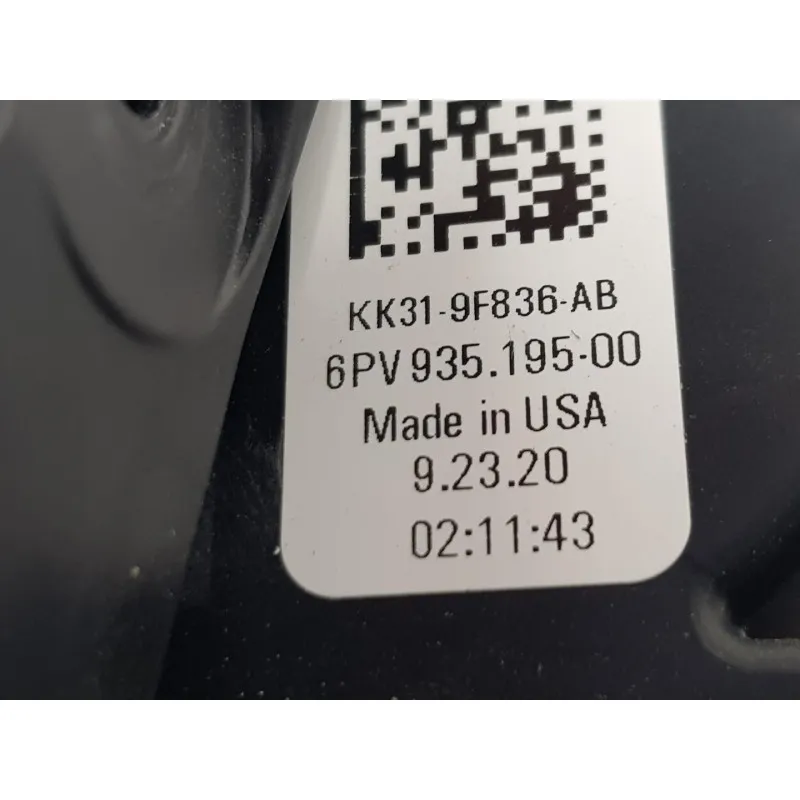 KK31-9F836-AB
6PV 935.195-00
Made in USA
9.23.20
02:11:43